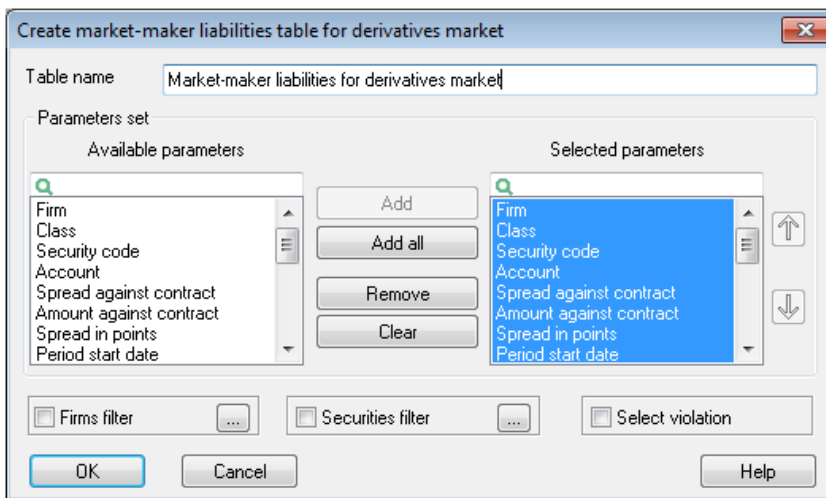 Create market-maker liabilities table for derivatives market
Table name
Market-maker liabilities for derivatives market
Parameters set
Available parameters
Selected parameters
Firm
Class
Security code
Account
Spread against contract
Amount against contract
Spread in points
Period start date
Add
Add all
Remove
Clear
Firm
Class
Security code
Account
Spread against contract
Amount against contract
Spread in points
Period start date
Firms filter
...
Securities filter
...
Select violation
OK
Cancel
Help